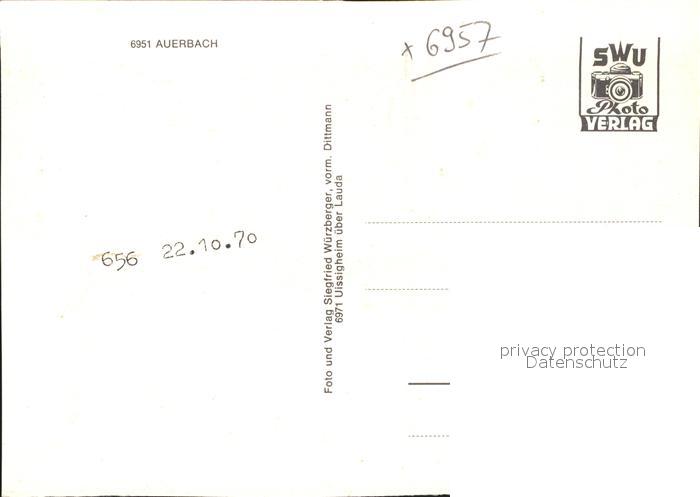 6951 AUERBACH
x 6957
SWU
Photo
VERLAG
Foto und Verlag Siegfried Würzberger, vorm. Dittmann
6971 Uissigheim über Lauda
656 22.10.70
privacy protection
Datenschutz